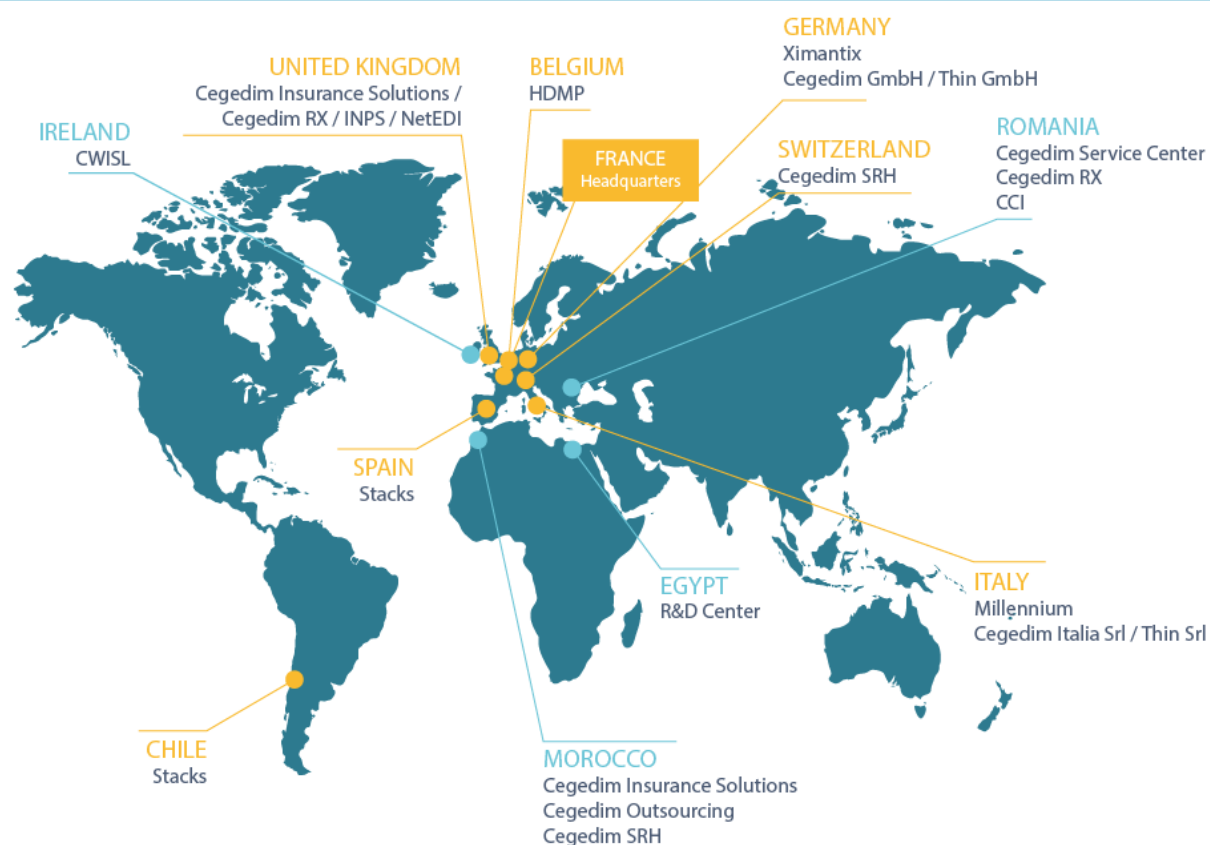 GERMANY
Ximantix
Cegedim GmbH / Thin GmbH
UNITED KINGDOM
Cegedim Insurance Solutions /
Cegedim RX / INPS / NetEDI
BELGIUM
HDMP
IRELAND
CWISL
FRANCE
Headquarters
SWITZERLAND
Cegedim SRH
ROMANIA
Cegedim Service Center
Cegedim RX
CCI
SPAIN
Stacks
EGYPT
R&D Center
ITALY
Millennium
Cegedim Italia Srl / Thin Srl
CHILE
Stacks
MOROCCO
Cegedim Insurance Solutions
Cegedim Outsourcing
Cegedim SRH